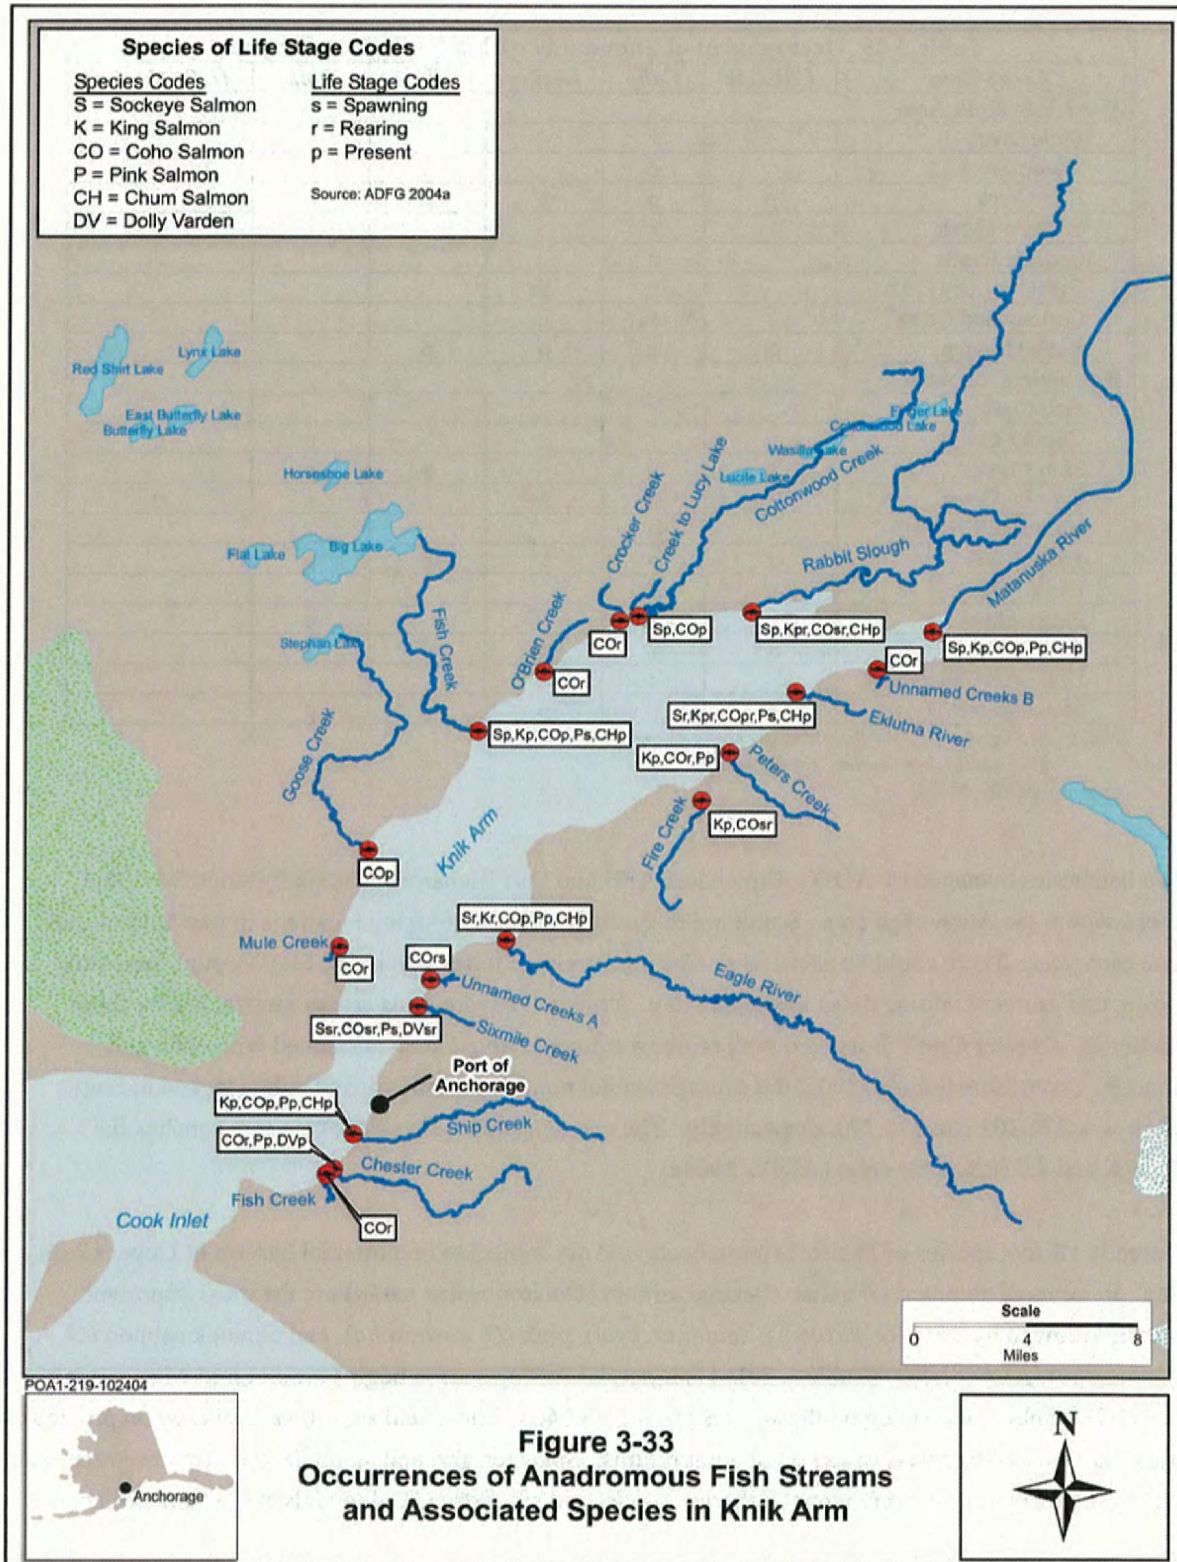 Species of Life Stage Codes
Species Codes
S = Sockeye Salmon
K = King Salmon
CO = Coho Salmon
P = Pink Salmon
CH = Chum Salmon
DV = Dolly Varden
Life Stage Codes
s = Spawning
r = Rearing
p = Present
Source: ADFG 2004a
Red Shirt Lake
Lynx Lake
East Butterfly Lake
Butterfly Lake
Horseshoe Lake
Flat Lake
Big Lake
Stephan Lake
Finger Lake
Cottonwood Lake
Wasilla Lake
Lucile Lake
Cottonwood Creek
Creek to Lucy Lake
Crocker Creek
O'Brien Creek
Fish Creek
Goose Creek
Rabbit Slough
Matanuska River
COr
Sp,COp
Sp,Kpr,COsr,CHp
Sp,Kp,COp,Pp,CHp
COr
COr
Unnamed Creeks B
Sr,Kpr,COpr,Ps,CHp
Eklutna River
Sp,Kp,COp,Ps,CHp
Kp,COr,Pp
Peters Creek
Kp,COsr
Fire Creek
Knik Arm
COp
Sr,Kr,COp,Pp,CHp
Mule Creek
COr
COrs
Unnamed Creeks A
Eagle River
Ssr,COsr,Ps,DVsr
Sixmile Creek
Port of
Anchorage
Kp,COp,Pp,CHp
Ship Creek
COr,Pp,DVp
Chester Creek
Fish Creek
COr
Cook Inlet
Scale
0 4 8
Miles
POA1-219-102404
Anchorage
Figure 3-33
Occurrences of Anadromous Fish Streams
and Associated Species in Knik Arm
N